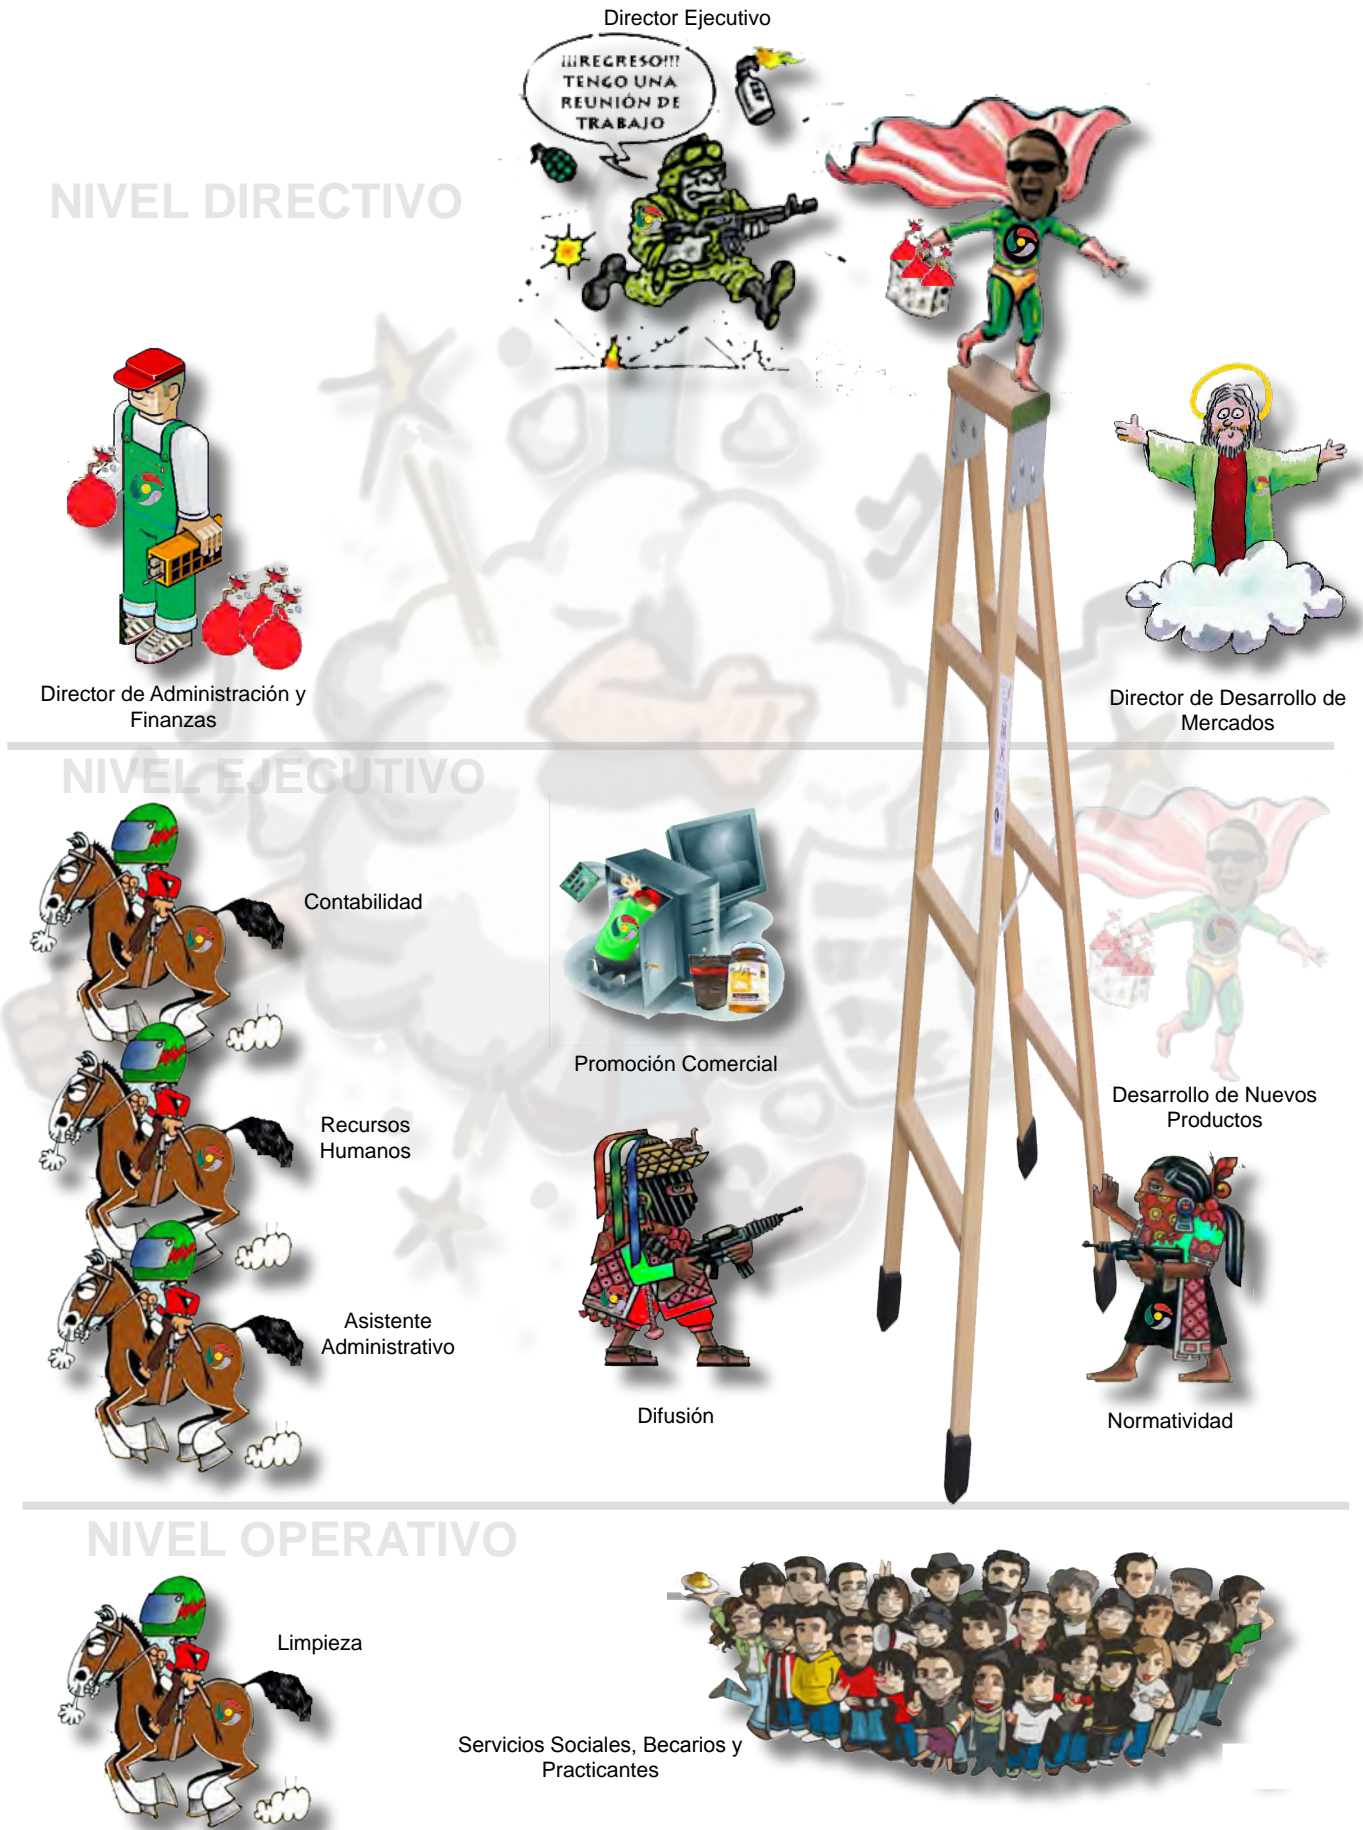 Director Ejecutivo
¡¡¡REGRESO!!!
TENGO UNA
REUNIÓN DE
TRABAJO
NIVEL DIRECTIVO
Director de Administración y
Finanzas
Director de Desarrollo de
Mercados
NIVEL EJECUTIVO
Contabilidad
Promoción Comercial
Desarrollo de Nuevos
Productos
Recursos
Humanos
Asistente
Administrativo
Difusión
Normatividad
NIVEL OPERATIVO
Limpieza
Servicios Sociales, Becarios y
Practicantes